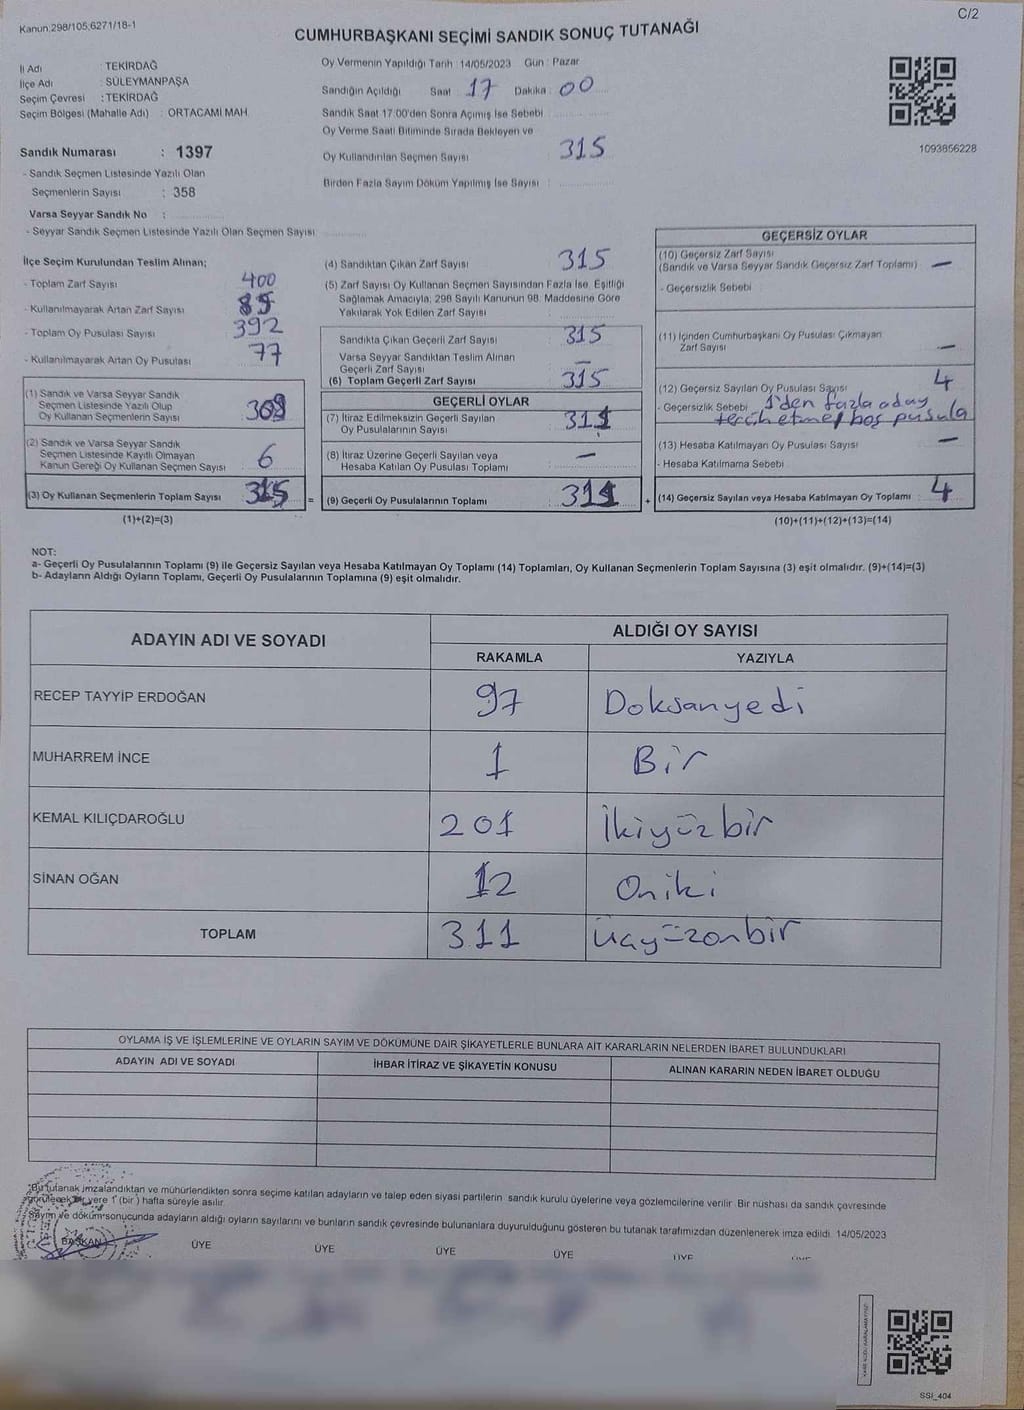 Kanun:298/105;6271/18-1
C/2
CUMHURBAŞKANI SEÇİMİ SANDIK SONUÇ TUTANAĞI
İl Adı : TEKİRDAĞ
İlçe Adı : SÜLEYMANPAŞA
Seçim Çevresi : TEKİRDAĞ
Seçim Bölgesi (Mahalle Adı) : ORTACAMİ MAH.
Sandık Numarası : 1397
- Sandık Seçmen Listesinde Yazılı Olan
Seçmenlerin Sayısı : 358
Varsa Seyyar Sandık No :
- Seyyar Sandık Seçmen Listesinde Yazılı Olan Seçmen Sayısı:
Oy Vermenin Yapıldığı Tarih :14/05/2023 Gün : Pazar
Sandığın Açıldığı Saat : 17 Dakika : 00
Sandık Saat 17:00'den Sonra Açımış İse Sebebi :
Oy Verme Saati Bitiminde Sırada Bekleyen ve
Oy Kullandırılan Seçmen Sayısı : 315
Birden Fazla Sayım Döküm Yapılmış İse Sayısı :
1093856228
İlçe Seçim Kurulundan Teslim Alınan;
- Toplam Zarf Sayısı : 400
- Kullanılmayarak Artan Zarf Sayısı : 85
- Toplam Oy Pusulası Sayısı : 392
- Kullanılmayarak Artan Oy Pusulası : 77
(1) Sandık ve Varsa Seyyar Sandık
Seçmen Listesinde Yazılı Olup
Oy Kullanan Seçmenlerin Sayısı : 309
(2) Sandık ve Varsa Seyyar Sandık
Seçmen Listesinde Kayıtlı Olmayan
Kanun Gereği Oy Kullanan Seçmen Sayısı : 6
(3) Oy Kullanan Seçmenlerin Toplam Sayısı : 315
(1)+(2)=(3)
=
(4) Sandıktan Çıkan Zarf Sayısı : 315
(5) Zarf Sayısı Oy Kullanan Seçmen Sayısından Fazla İse, Eşitliği
Sağlamak Amacıyla; 298 Sayılı Kanunun 98. Maddesine Göre
Yakılarak Yok Edilen Zarf Sayısı :
Sandıkta Çıkan Geçerli Zarf Sayısı : 315
Varsa Seyyar Sandıktan Teslim Alınan
Geçerli Zarf Sayısı : —
(6) Toplam Geçerli Zarf Sayısı : 315
GEÇERLİ OYLAR
(7) İtiraz Edilmeksizin Geçerli Sayılan
Oy Pusulalarının Sayısı : 311
(8) İtiraz Üzerine Geçerli Sayılan veya
Hesaba Katılan Oy Pusulası Toplamı : —
(9) Geçerli Oy Pusulalarının Toplamı : 311
+
GEÇERSİZ OYLAR
(10) Geçersiz Zarf Sayısı
(Sandık ve Varsa Seyyar Sandık Geçersiz Zarf Toplamı) : —
- Geçersizlik Sebebi :
(11) İçinden Cumhurbaşkanı Oy Pusulası Çıkmayan
Zarf Sayısı : —
(12) Geçersiz Sayılan Oy Pusulası Sayısı : 4
- Geçersizlik Sebebi : 1'den fazla aday
tercih etme, boş pusula
(13) Hesaba Katılmayan Oy Pusulası Sayısı : —
- Hesaba Katılmama Sebebi :
(14) Geçersiz Sayılan veya Hesaba Katılmayan Oy Toplamı : 4
(10)+(11)+(12)+(13)=(14)
NOT:
a- Geçerli Oy Pusulalarının Toplamı (9) ile Geçersiz Sayılan veya Hesaba Katılmayan Oy Toplamı (14) Toplamları, Oy Kullanan Seçmenlerin Toplam Sayısına (3) eşit olmalıdır. (9)+(14)=(3)
b- Adayların Aldığı Oyların Toplamı, Geçerli Oy Pusulalarının Toplamına (9) eşit olmalıdır.
ADAYIN ADI VE SOYADI
ALDIĞI OY SAYISI
RAKAMLA YAZIYLA
RECEP TAYYİP ERDOĞAN 97 Doksanyedi
MUHARREM İNCE 1 Bir
KEMAL KILIÇDAROĞLU 201 İkiyüzbir
SİNAN OĞAN 12 Oniki
TOPLAM 311 Üçyüzonbir
OYLAMA İŞ VE İŞLEMLERİNE VE OYLARIN SAYIM VE DÖKÜMÜNE DAİR ŞİKAYETLERLE BUNLARA AİT KARARLARIN NELERDEN İBARET BULUNDUKLARI
ADAYIN ADI VE SOYADI İHBAR İTİRAZ VE ŞİKAYETİN KONUSU ALINAN KARARIN NEDEN İBARET OLDUĞU
"Bu tutanak imzalandıktan ve mühürlendikten sonra seçime katılan adayların ve talep eden siyasi partilerin sandık kurulu üyelerine veya gözlemcilerine verilir. Bir nüshası da sandık çevresinde
görülecek bir yere 1 (bir) hafta süreyle asılır.
Sayım ve döküm sonucunda adayların aldığı oyların sayılarını ve bunların sandık çevresinde bulunanlara duyurulduğunu gösteren bu tutanak tarafımızdan düzenlenerek imza edildi. 14/05/2023
BAŞKAN ÜYE ÜYE ÜYE ÜYE ÜYE
SSI_404